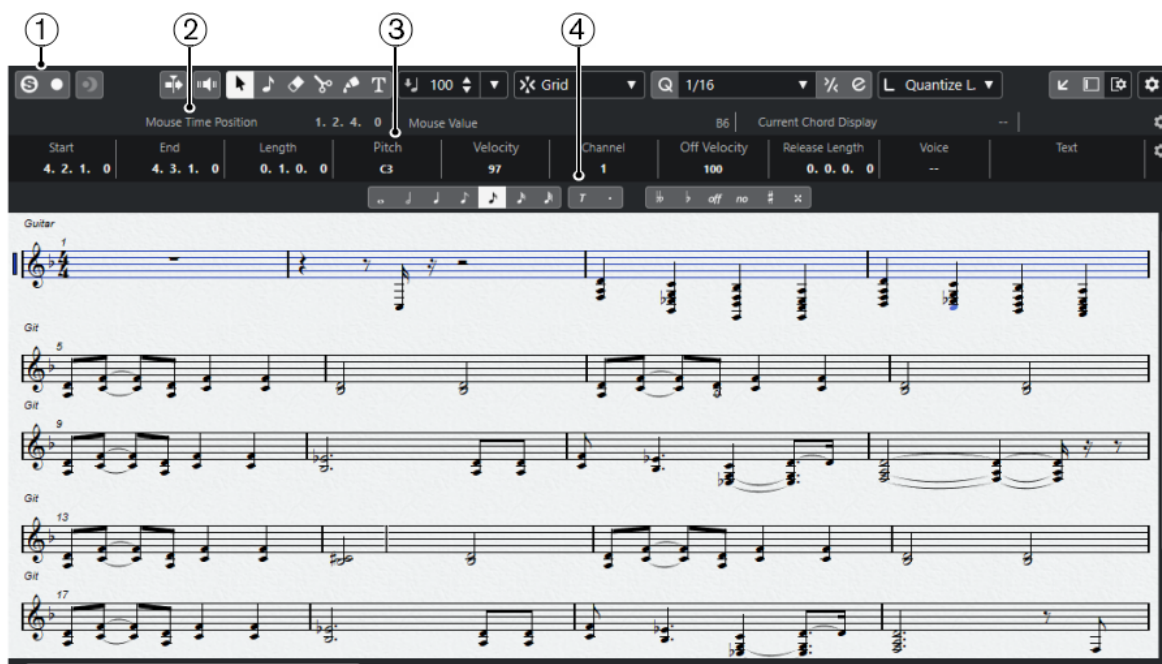 1 2 3 4
S 100 Grid Q 1/16 e L Quantize L.
Mouse Time Position 1. 2. 4. 0 Mouse Value B6 Current Chord Display --
Start End Length Pitch Velocity Channel Off Velocity Release Length Voice Text
4. 2. 1. 0 4. 3. 1. 0 0. 1. 0. 0 C3 97 1 100 0. 0. 0. 0 --
T . off no
Guitar
1
4
4
Git
5
Git
9
Git
13
Git
17